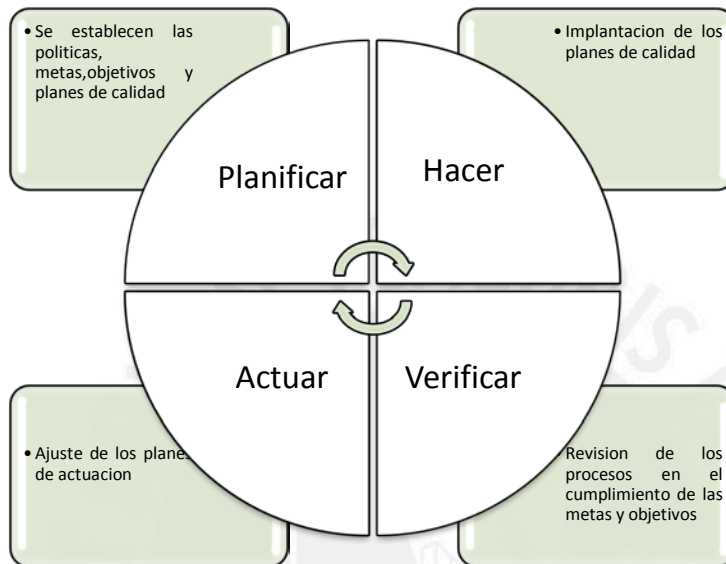 • Se establecen las
politicas,
metas,objetivos y
planes de calidad
• Implantacion de los
planes de calidad
Planificar
Hacer
Actuar
Verificar
• Ajuste de los planes
de actuacion
Revision de los
procesos en el
cumplimiento de las
metas y objetivos